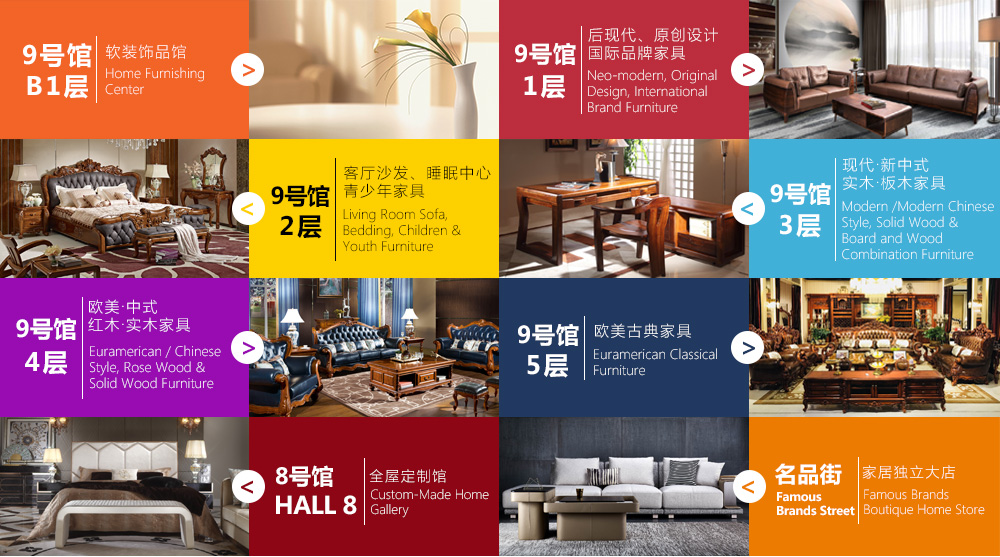 9号馆
B1层
软装饰品馆
Home Furnishing
Center
>
9号馆
1层
后现代、原创设计
国际品牌家具
Neo-modern, Original
Design, International
Brand Furniture
>
<
9号馆
2层
客厅沙发、睡眠中心
青少年家具
Living Room Sofa,
Bedding, Children &
Youth Furniture
<
9号馆
3层
现代·新中式
实木·板木家具
Modern /Modern Chinese
Style, Solid Wood &
Board and Wood
Combination Furniture
9号馆
4层
欧美·中式
红木·实木家具
Euramerican / Chinese
Style, Rose Wood &
Solid Wood Furniture
>
9号馆
5层
欧美古典家具
Euramerican Classical
Furniture
>
<
8号馆
HALL 8
全屋定制馆
Custom-Made Home
Gallery
<
名品街
Famous
Brands Street
家居独立大店
Famous Brands
Boutique Home Store